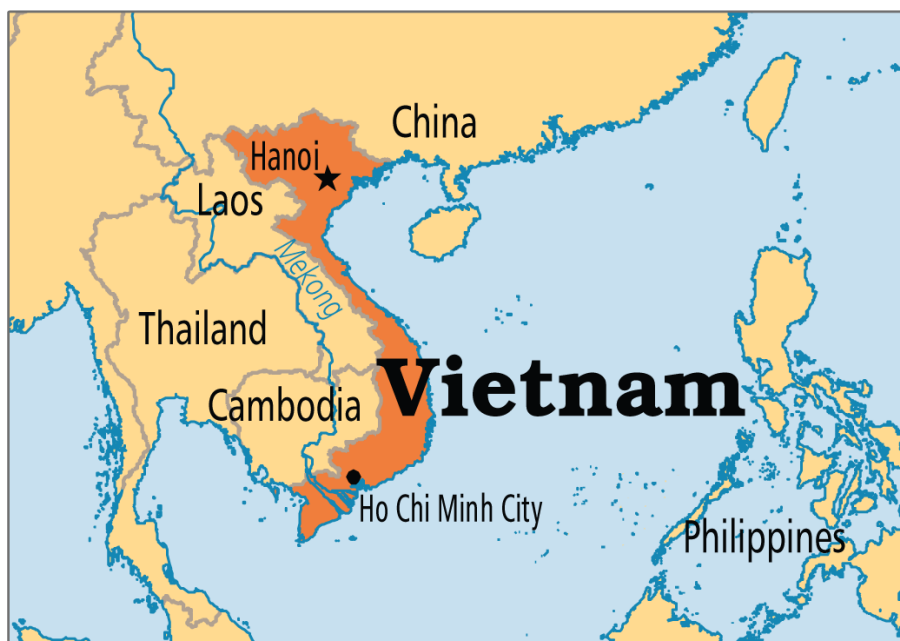 China
Hanoi
Laos
Mekong
Thailand
Vietnam
Cambodia
Ho Chi Minh City
Philippines